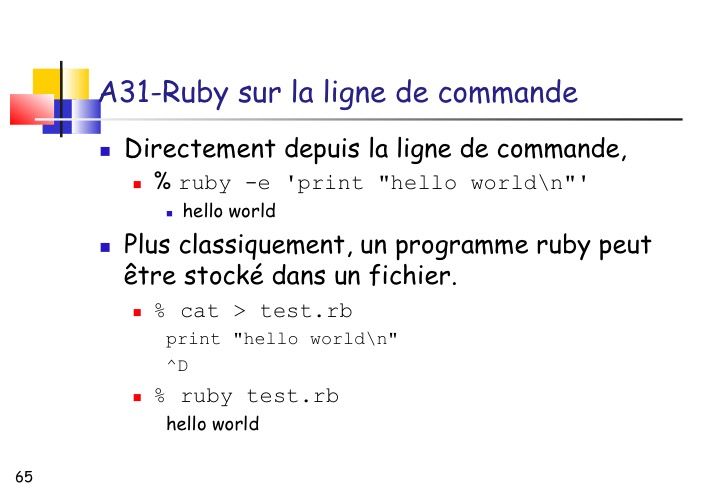 A31-Ruby sur la ligne de commande
Directement depuis la ligne de commande,
% ruby -e 'print "hello world\n"'
hello world
Plus classiquement, un programme ruby peut
être stocké dans un fichier.
% cat > test.rb
print "hello world\n"
^D
% ruby test.rb
hello world
65